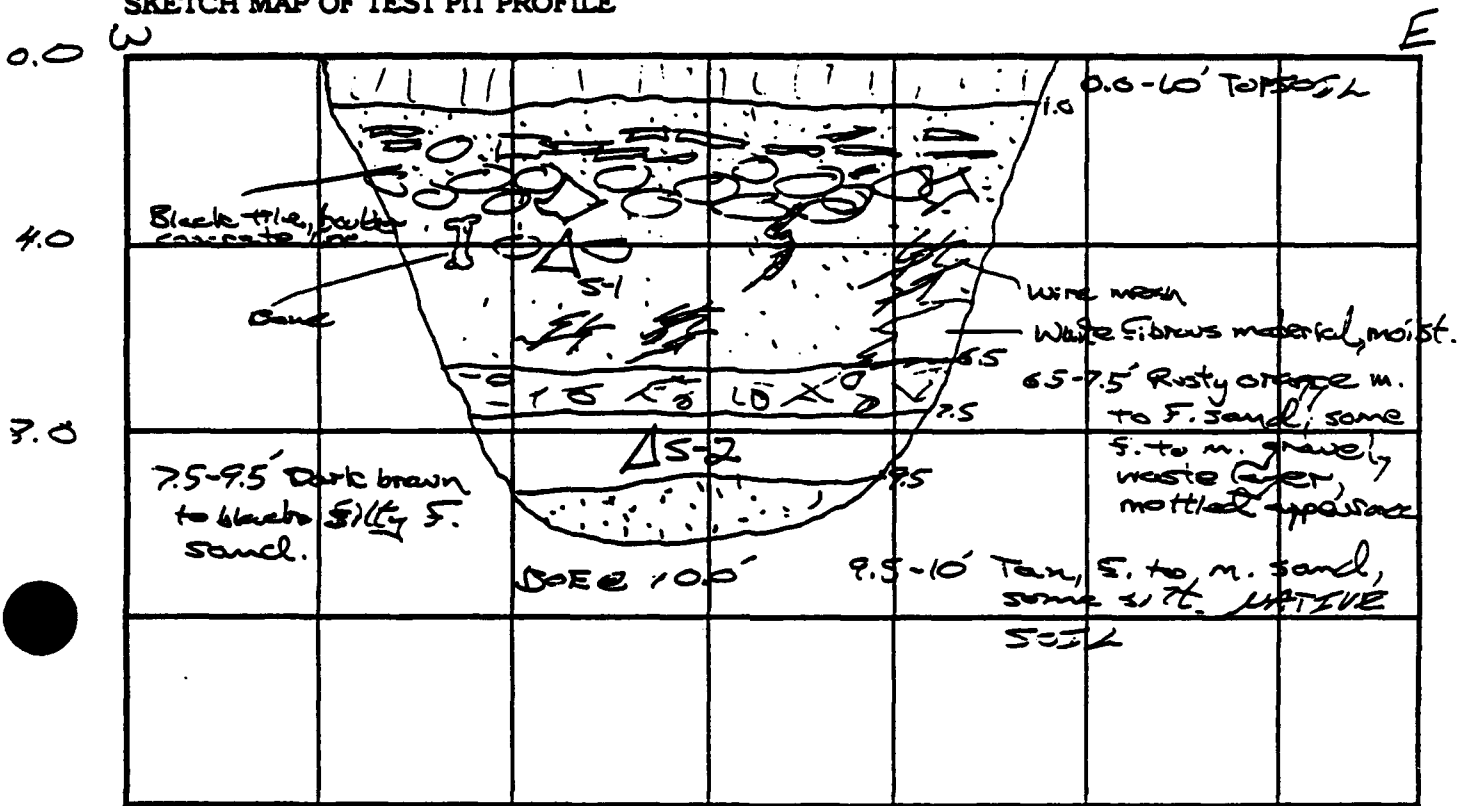 SKETCH MAP OF TEST PIT PROFILE
W
E
0.0
0.0-1.0' TOPSOIL
1.0
Black tile,
concrete
4.0
S-1
Bone
Wire mesh
Waste fibrous material, moist.
6.5
6.5-7.5' Rusty orange m.
to F. sand, some
f. to m. gravel,
waste layer,
mottled appearance
7.5
8.0
S-2
9.5
7.5-9.5' Dark brown
to black silty F.
sand.
BOE @ 10.0'
9.5-10' Tan, F. to m. sand,
some silt. NATIVE
SOIL